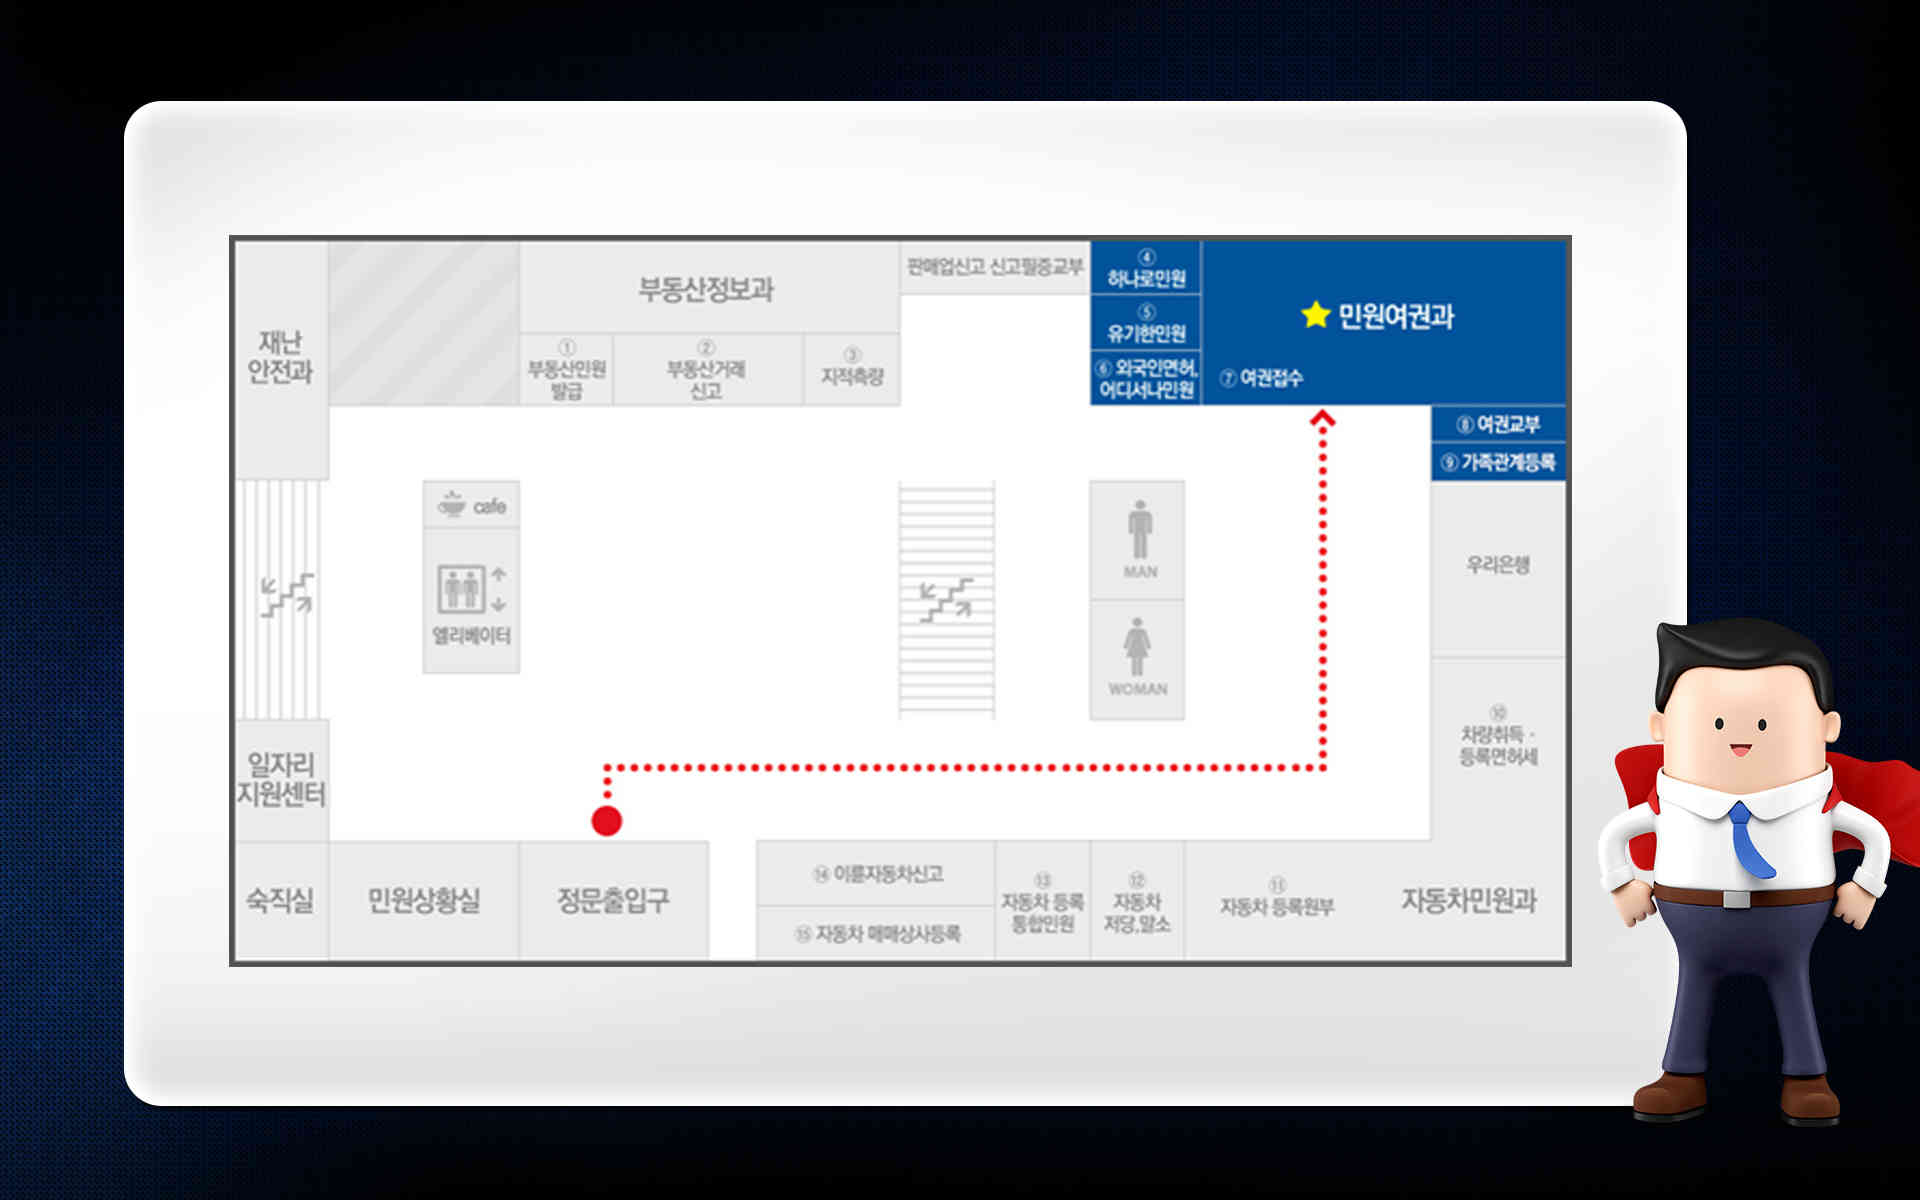 부동산정보과
판매업신고 신고필증교부
④
하나로민원
⑤
유기한민원
⑥ 외국인면허,
어디서나민원
민원여권과
⑦ 여권접수
재난
안전과
①
부동산민원
발급
②
부동산거래
신고
③
지적측량
⑧ 여권교부
⑨ 가족관계등록
cafe
엘리베이터
MAN
WOMAN
우리은행
⑩
차량취득 ·
등록면허세
일자리
지원센터
숙직실
민원상황실
정문출입구
⑭ 이륜자동차신고
⑮ 자동차 매매상사등록
⑬
자동차 등록
통합민원
⑫
자동차
저당,말소
⑪
자동차 등록원부
자동차민원과